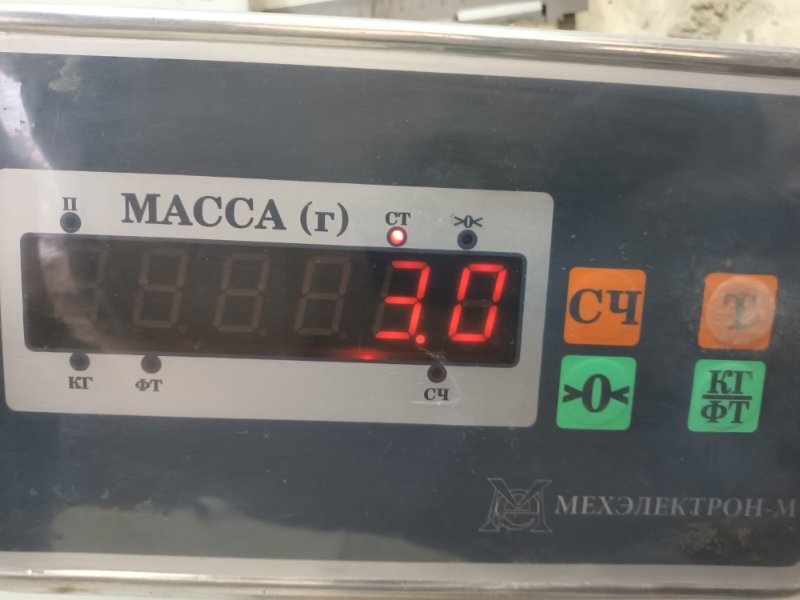 П
МАССА (г)
СТ
>0<
3.0
КГ
ФТ
СЧ
СЧ
Т
>0<
КГ
ФТ
МЕХЭЛЕКТРОН-М